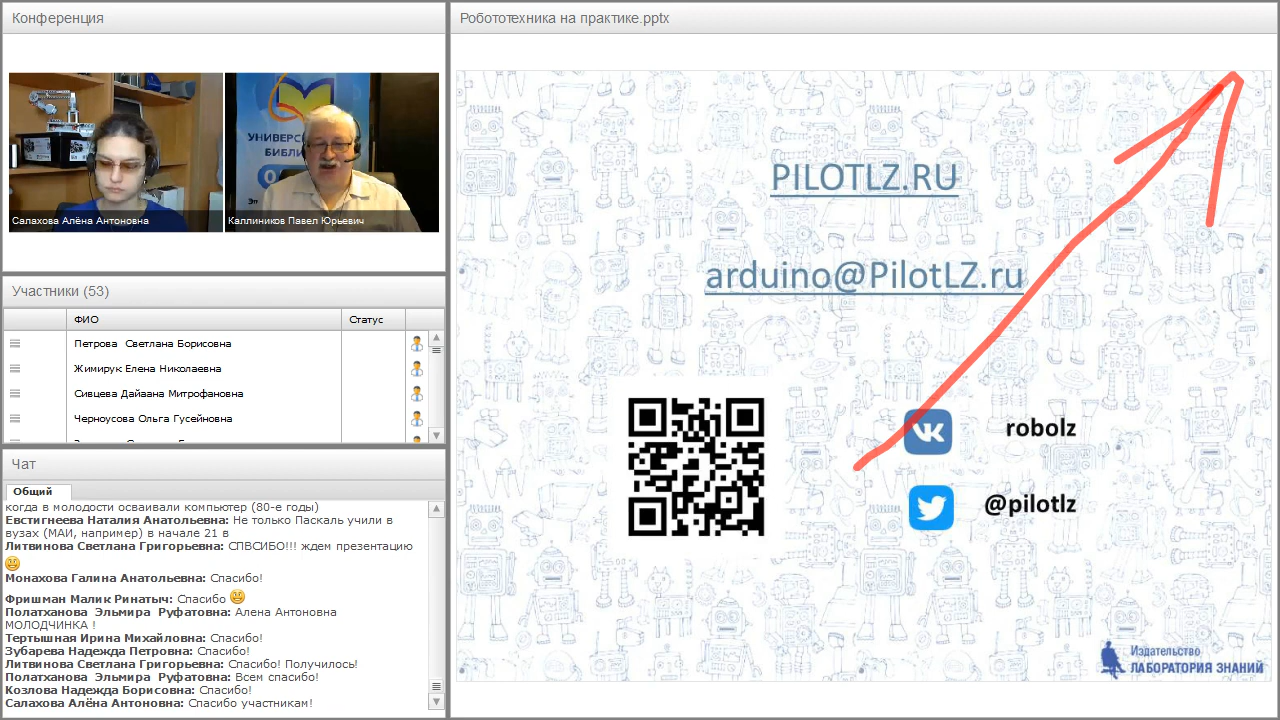 Конференция
УНИВЕРС
БИБЛИ
Эл
Салахова Алёна Антоновна
Каллиников Павел Юрьевич
Участники (53)
ФИО
Статус
Петрова Светлана Борисовна
Жимирук Елена Николаевна
Сивцева Дайаана Митрофановна
Черноусова Ольга Гусейновна
Чат
Общий
когда в молодости осваивали компьютер (80-е годы)
Евстигнеева Наталия Анатольевна: Не только Паскаль учили в
вузах (МАИ, например) в начале 21 в
Литвинова Светлана Григорьевна: СПВСИБО!!! ждем презентацию
Монахова Галина Анатольевна: Спасибо!
Фришман Малик Ринатыч: Спасибо
Полатханова Эльмира Руфатовна: Алена Антоновна
МОЛОДЧИНКА !
Тертышная Ирина Михайловна: Спасибо!
Зубарева Надежда Петровна: Спасибо!
Литвинова Светлана Григорьевна: Спасибо! Получилось!
Полатханова Эльмира Руфатовна: Всем спасибо!
Козлова Надежда Борисовна: Спасибо!
Салахова Алёна Антоновна: Спасибо участникам!
Робототехника на практике.pptx
PILOTLZ.RU
arduino@PilotLZ.ru
robolz
@pilotlz
Издательство
ЛАБОРАТОРИЯ ЗНАНИЙ